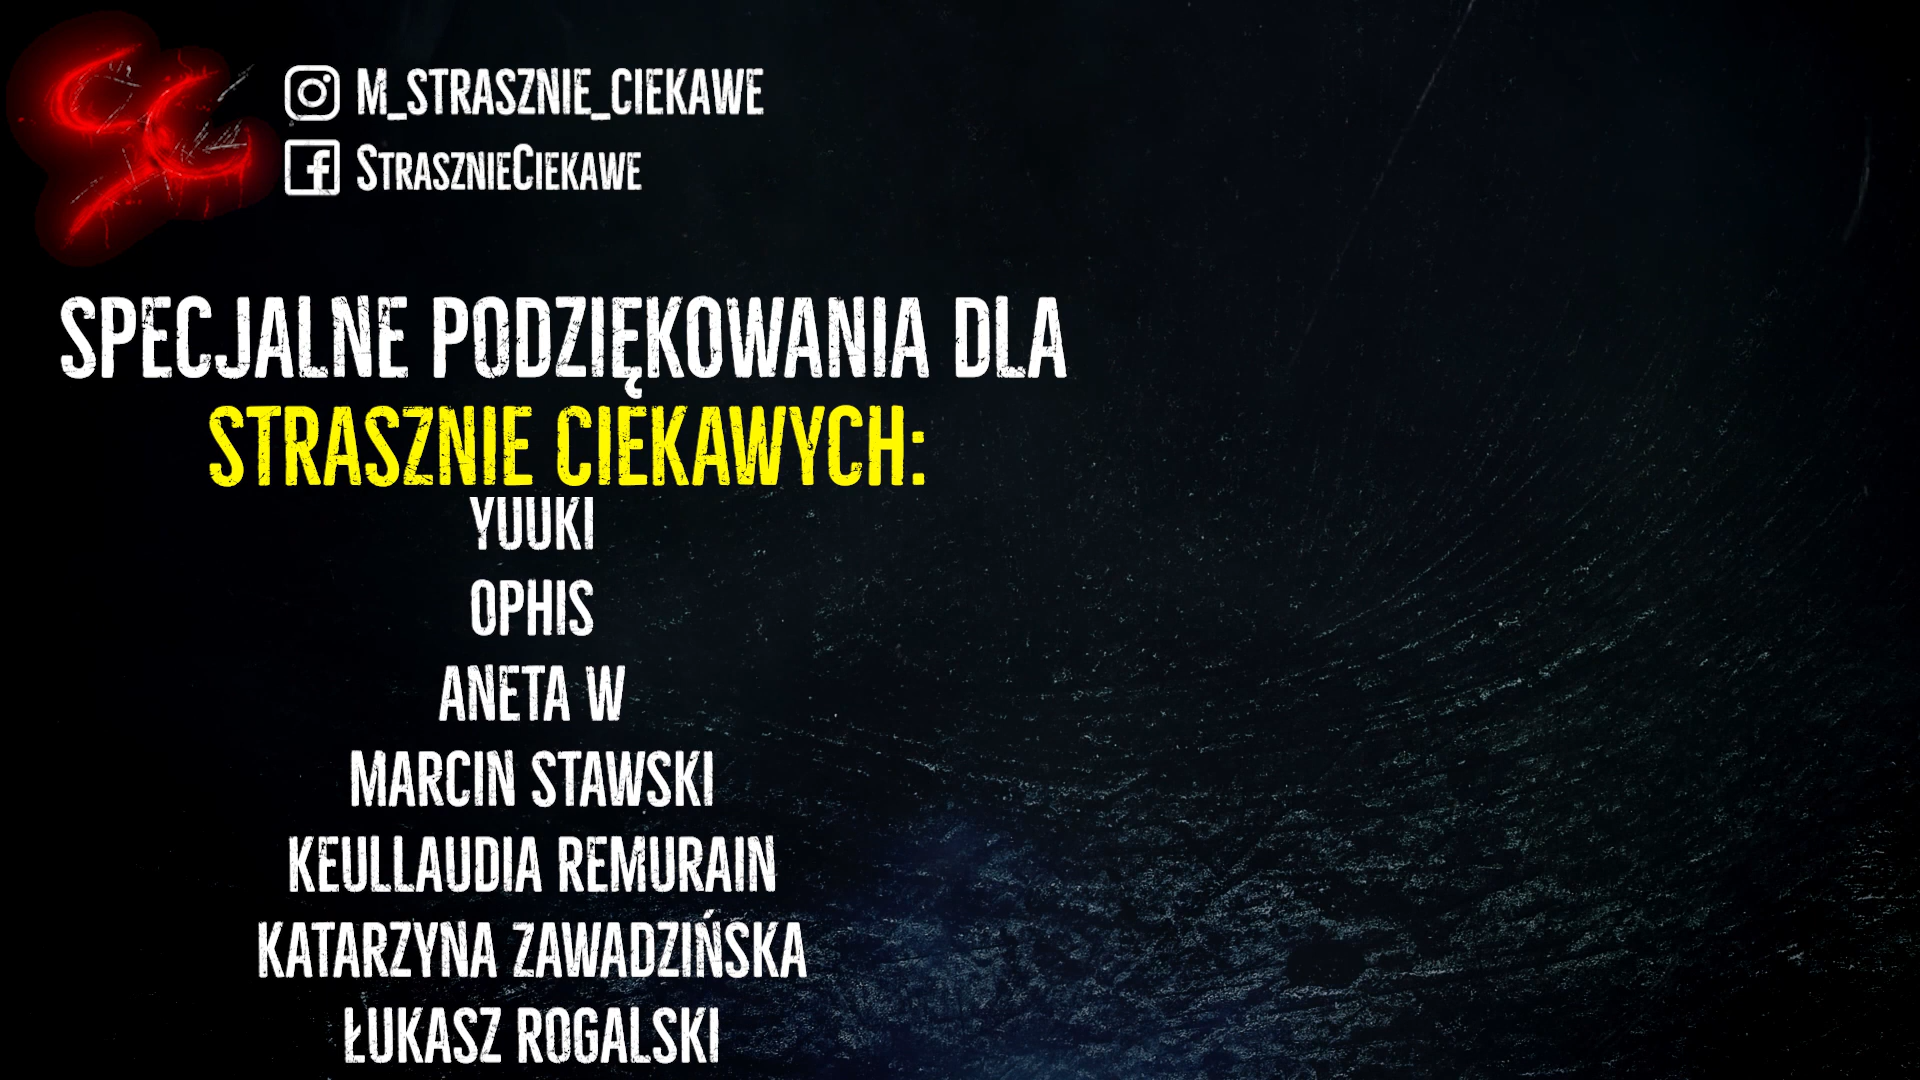 M_STRASZNIE_CIEKAWE
STRASZNIECIEKAWE
SPECJALNE PODZIĘKOWANIA DLA
STRASZNIE CIEKAWYCH:
YUUKI
OPHIS
ANETA W
MARCIN STAWSKI
KEULLAUDIA REMURAIN
KATARZYNA ZAWADZIŃSKA
ŁUKASZ ROGALSKI